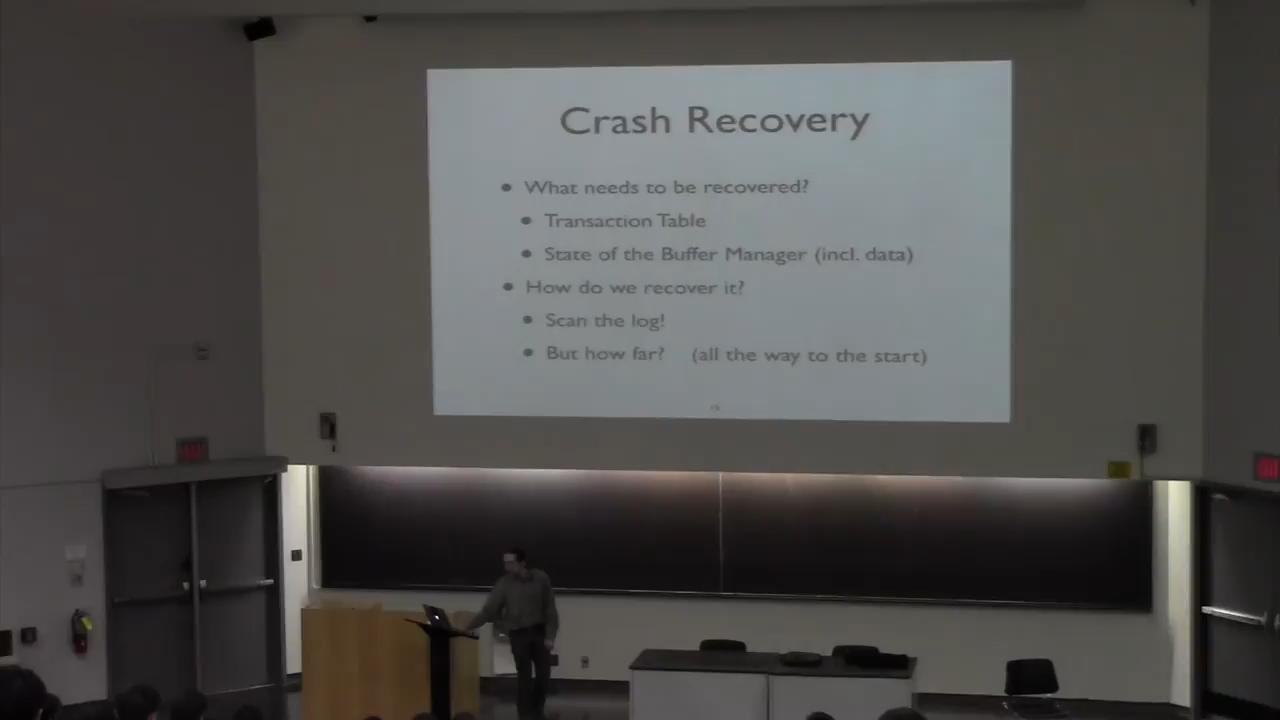 Crash Recovery
• What needs to be recovered?
• Transaction Table
• State of the Buffer Manager (incl. data)
• How do we recover it?
• Scan the log!
• But how far? (all the way to the start)